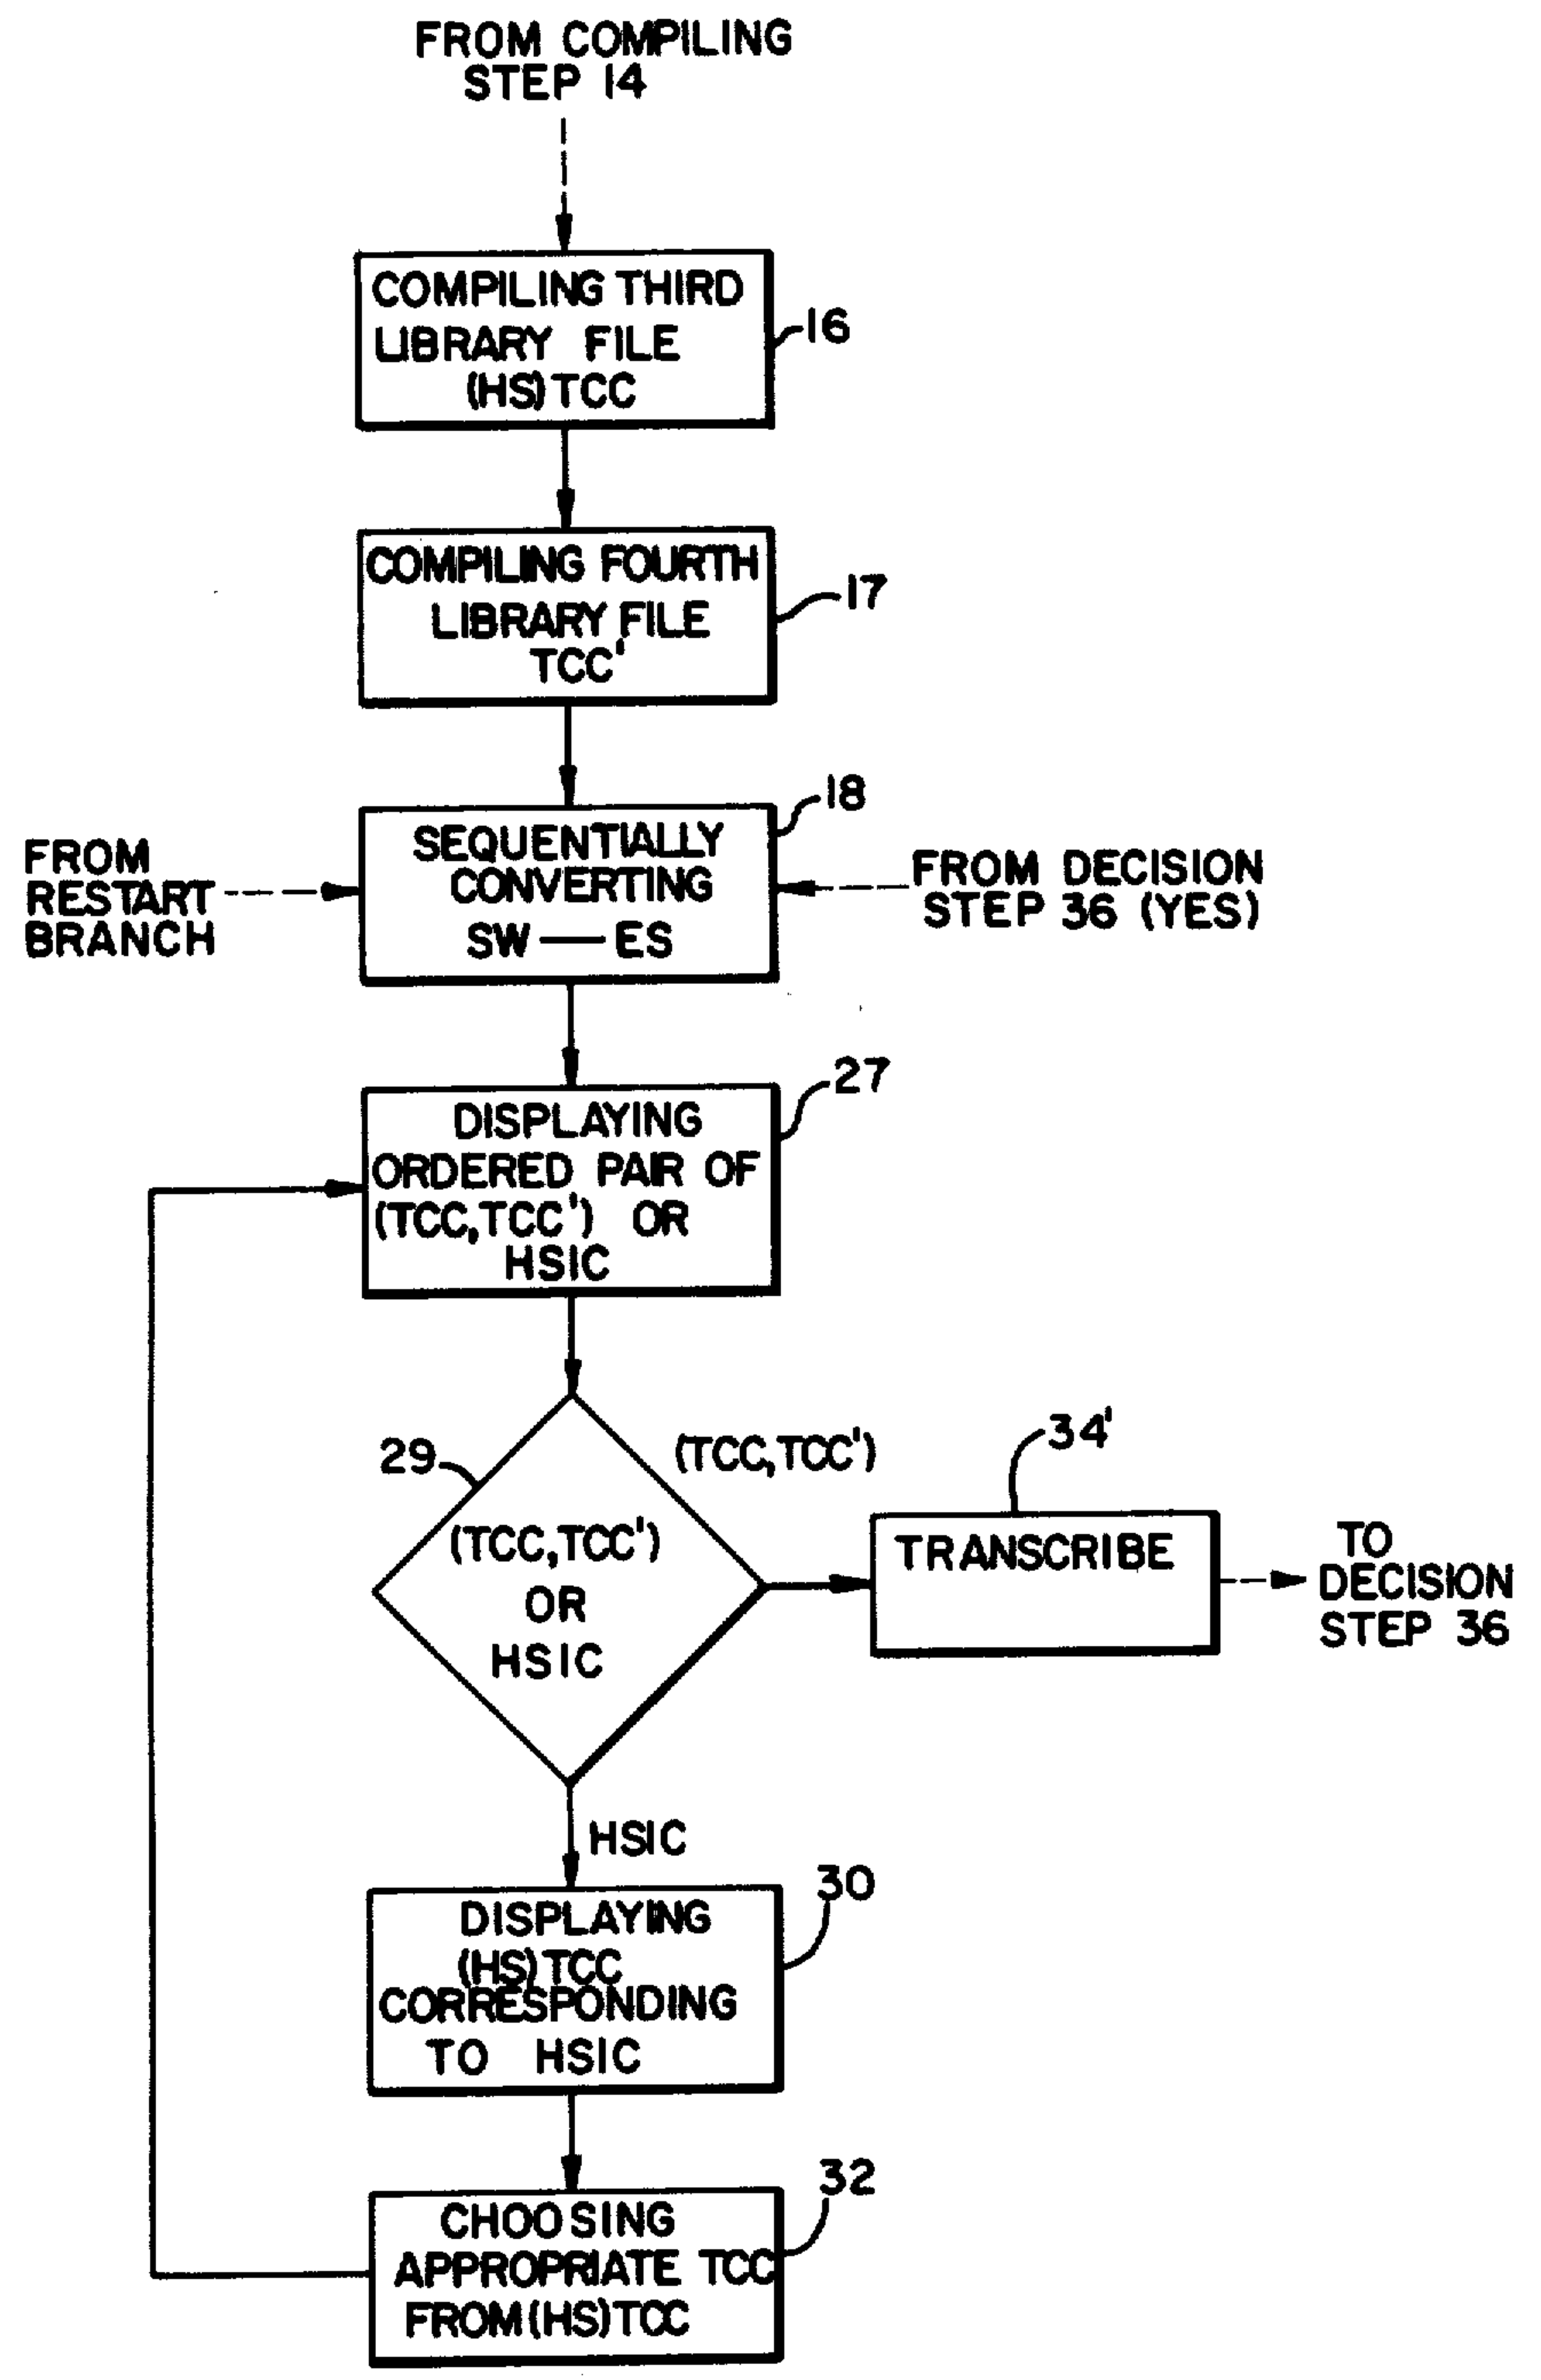 FROM COMPILING
STEP 14
COMPILING THIRD
LIBRARY FILE
(HS)TCC
16
COMPILING FOURTH
LIBRARY FILE
TCC'
17
18
SEQUENTIALLY
CONVERTING
SW — ES
FROM
RESTART
BRANCH
FROM DECISION
STEP 36 (YES)
27
DISPLAYING
ORDERED PAIR OF
(TCC,TCC') OR
HSIC
29
(TCC,TCC')
OR
HSIC
(TCC,TCC')
34'
TRANSCRIBE
TO
DECISION
STEP 36
HSIC
30
DISPLAYING
(HS)TCC
CORRESPONDING
TO HSIC
32
CHOOSING
APPROPRIATE TCC
FROM(HS)TCC